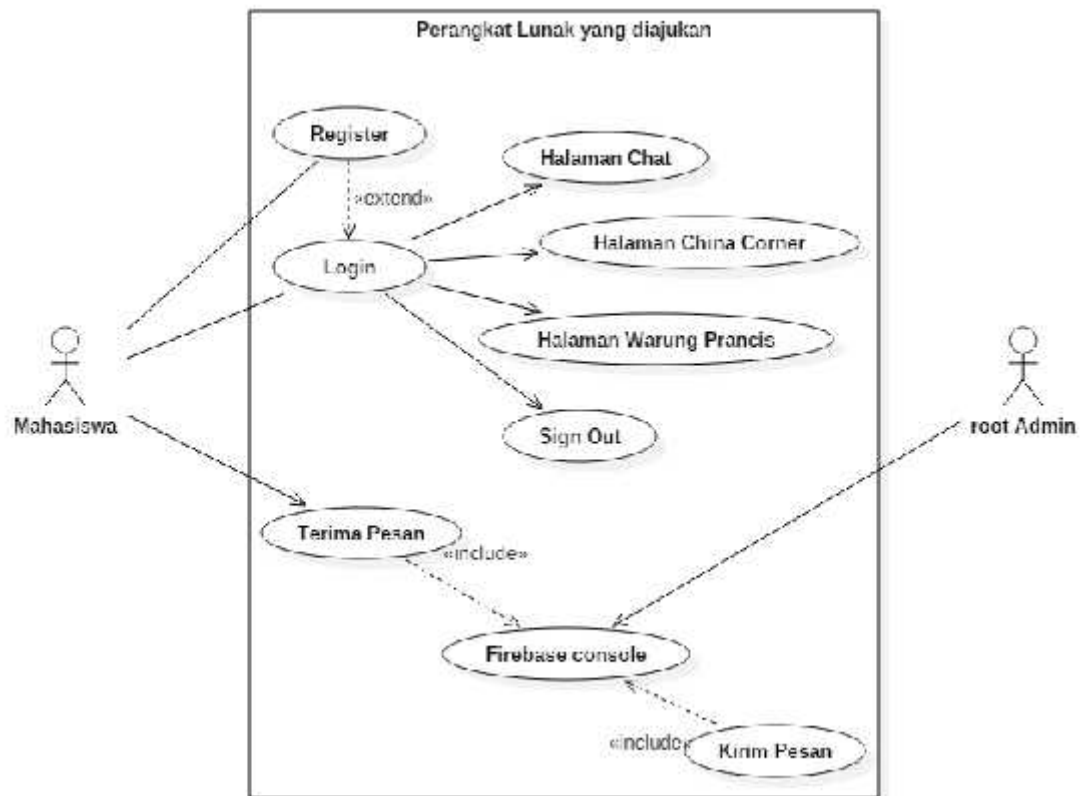 Perangkat Lunak yang diajukan
Register
Halaman Chat
«extend»
Halaman China Corner
Login
Halaman Warung Prancis
Mahasiswa
root Admin
Sign Out
Terima Pesan
«include»
Firebase console
«include»
Kirim Pesan